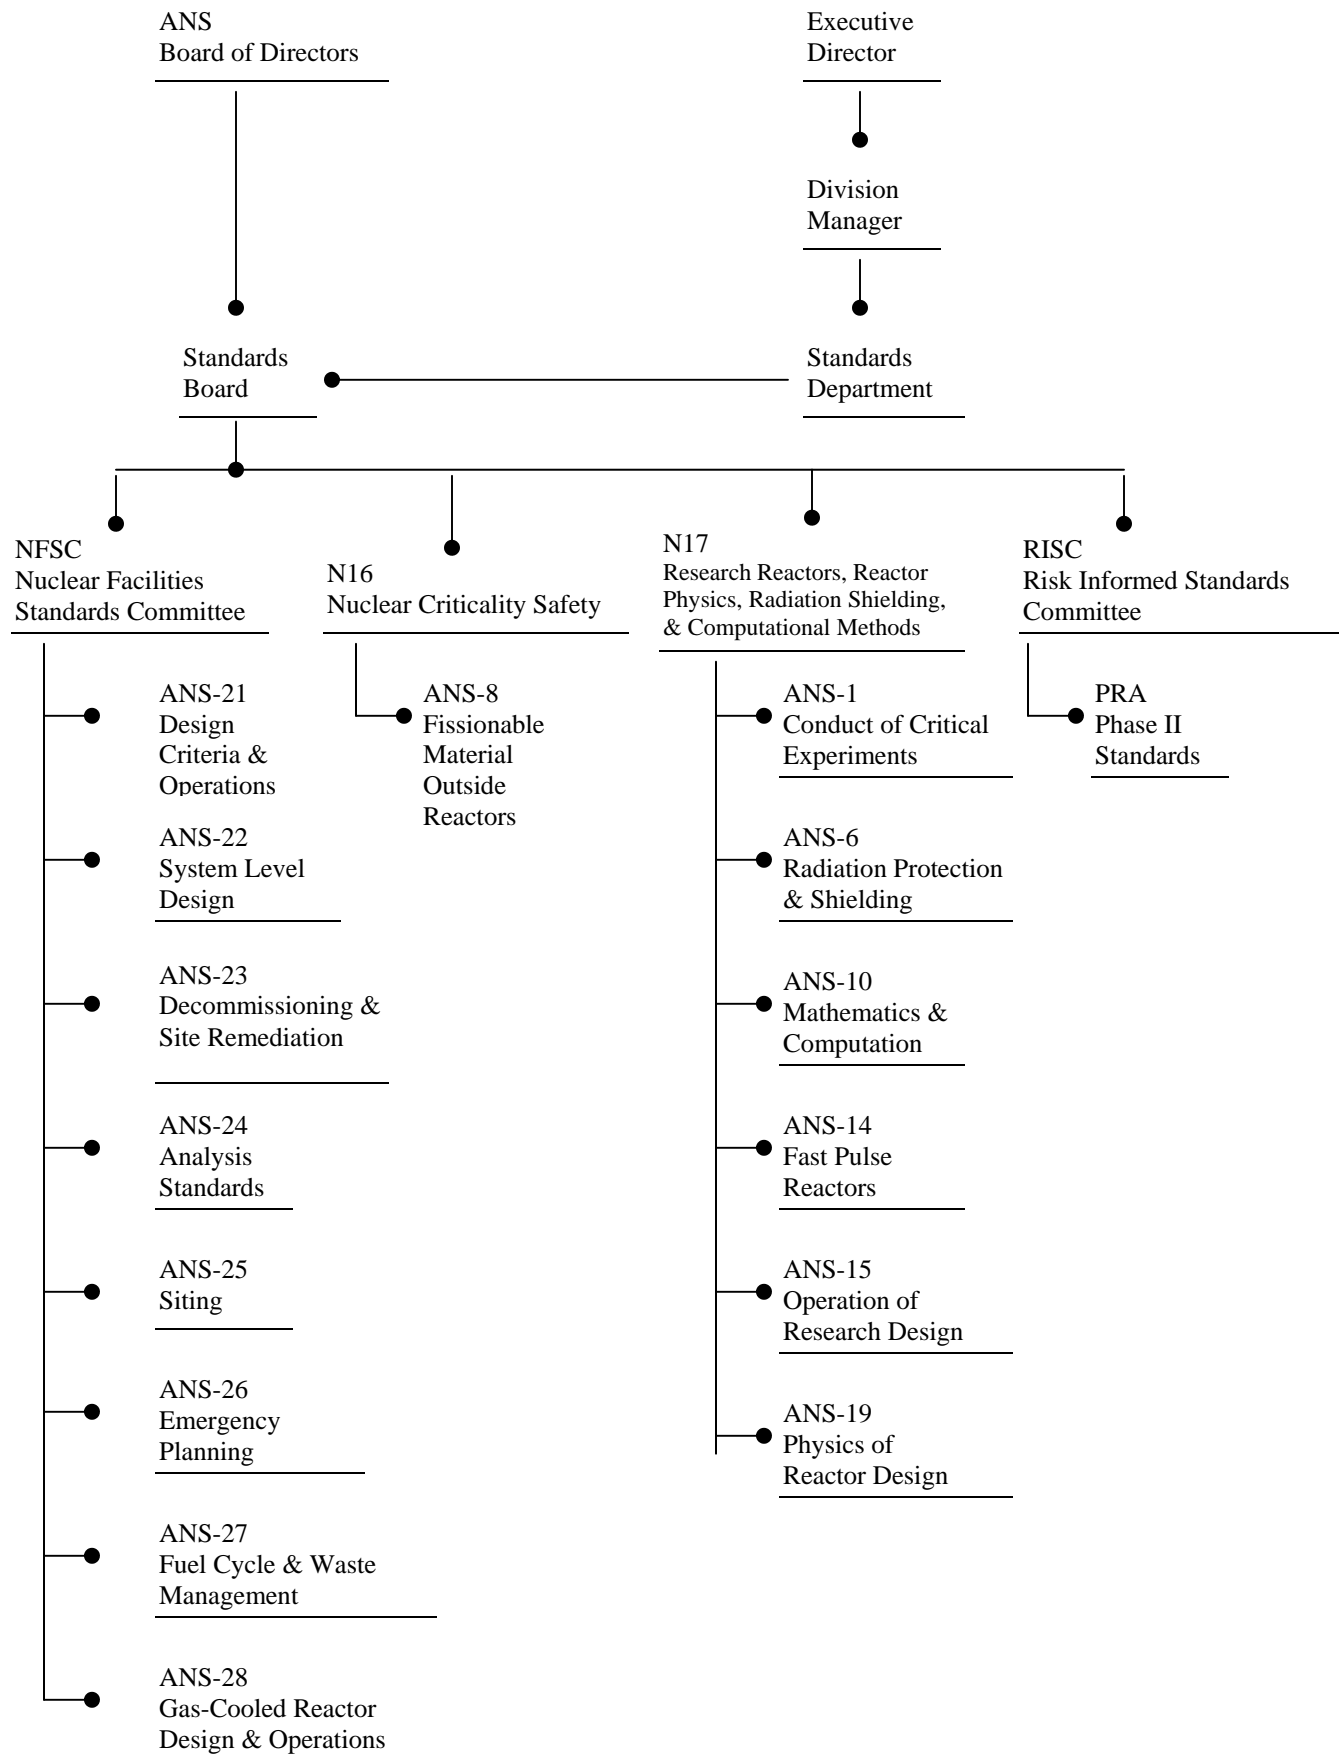 ANS
Board of Directors
Executive
Director
Division
Manager
Standards
Board
Standards
Department
NFSC
Nuclear Facilities
Standards Committee
N16
Nuclear Criticality Safety
N17
Research Reactors, Reactor
Physics, Radiation Shielding,
& Computational Methods
RISC
Risk Informed Standards
Committee
ANS-21
Design
Criteria &
Operations
ANS-22
System Level
Design
ANS-23
Decommissioning &
Site Remediation
ANS-24
Analysis
Standards
ANS-25
Siting
ANS-26
Emergency
Planning
ANS-27
Fuel Cycle & Waste
Management
ANS-28
Gas-Cooled Reactor
Design & Operations
ANS-8
Fissionable
Material
Outside
Reactors
ANS-1
Conduct of Critical
Experiments
ANS-6
Radiation Protection
& Shielding
ANS-10
Mathematics &
Computation
ANS-14
Fast Pulse
Reactors
ANS-15
Operation of
Research Design
ANS-19
Physics of
Reactor Design
PRA
Phase II
Standards